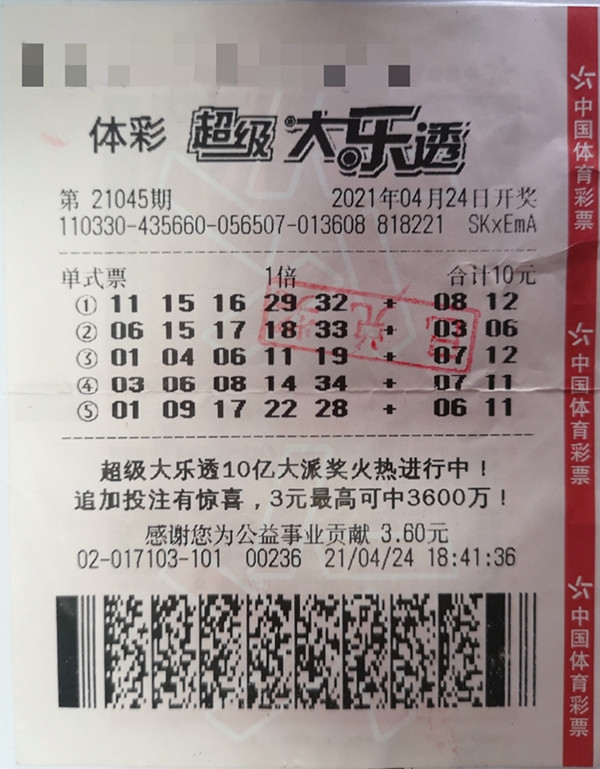 体彩 超级大乐透
第 21045期 2021年04月24日开奖
110330-435660-056507-013608 818221 SKxEmA
单式票 1倍 合计10元
① 11 15 16 29 32 + 08 12
② 06 15 17 18 33 + 03 06
③ 01 04 06 11 19 + 07 12
④ 03 06 08 14 34 + 07 11
⑤ 01 09 17 22 28 + 06 11
超级大乐透10亿大派奖火热进行中！
追加投注有惊喜，3元最高可中3600万！
感谢您为公益事业贡献 3.60元
02-017103-101 00236 21/04/24 18:41:36
中国体育彩票
中国体育彩票
中国体育彩票